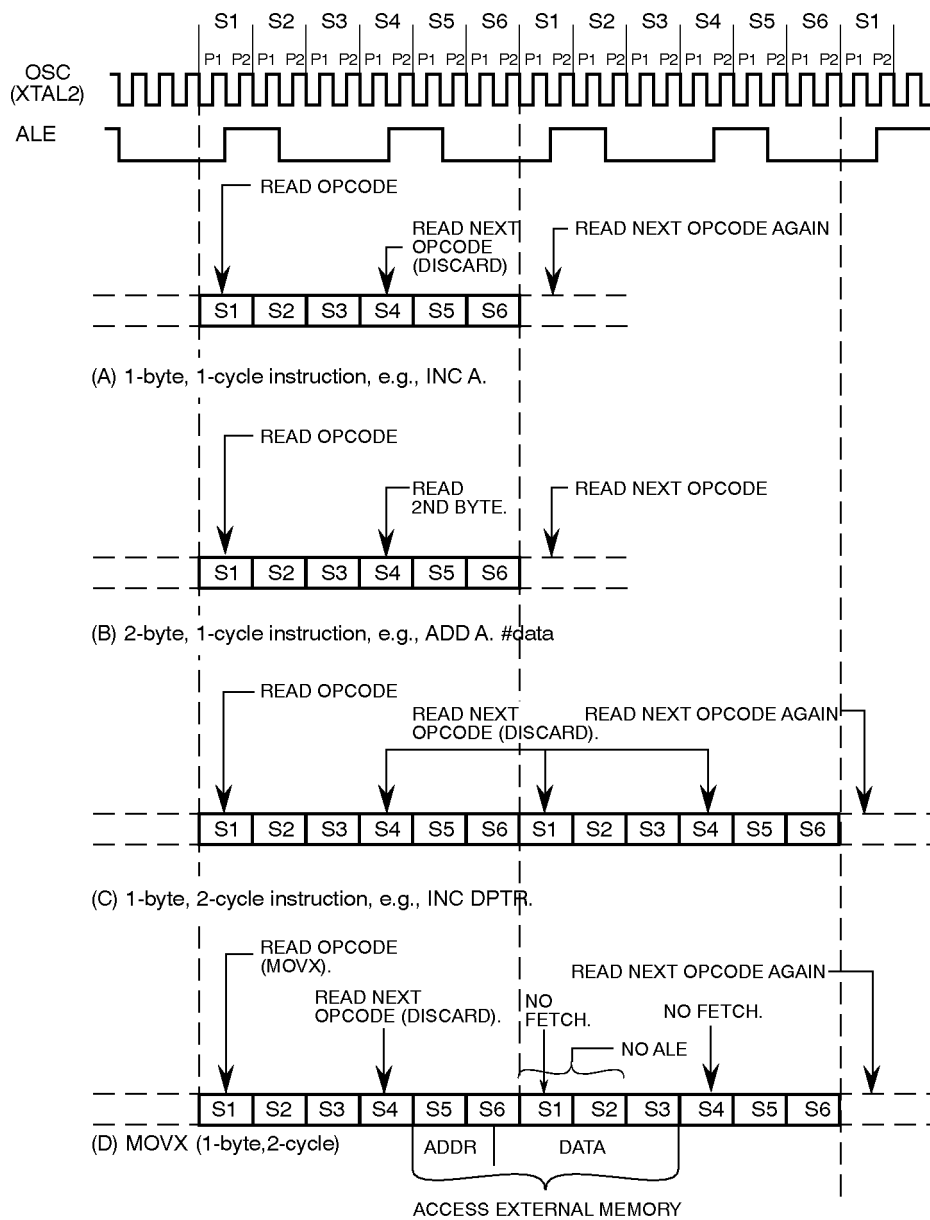 S1 S2 S3 S4 S5 S6 S1 S2 S3 S4 S5 S6 S1
P1 P2 P1 P2 P1 P2 P1 P2 P1 P2 P1 P2 P1 P2 P1 P2 P1 P2 P1 P2 P1 P2 P1 P2 P1 P2
OSC
(XTAL2)
ALE
READ OPCODE
READ NEXT
OPCODE
(DISCARD)
READ NEXT OPCODE AGAIN
S1 S2 S3 S4 S5 S6
(A) 1-byte, 1-cycle instruction, e.g., INC A.
READ OPCODE
READ
2ND BYTE.
READ NEXT OPCODE
S1 S2 S3 S4 S5 S6
(B) 2-byte, 1-cycle instruction, e.g., ADD A. #data
READ OPCODE
READ NEXT
OPCODE (DISCARD).
READ NEXT OPCODE AGAIN
S1 S2 S3 S4 S5 S6 S1 S2 S3 S4 S5 S6
(C) 1-byte, 2-cycle instruction, e.g., INC DPTR.
READ OPCODE
(MOVX).
READ NEXT
OPCODE (DISCARD).
NO
FETCH.
NO ALE
NO FETCH.
READ NEXT OPCODE AGAIN
S1 S2 S3 S4 S5 S6 S1 S2 S3 S4 S5 S6
(D) MOVX (1-byte,2-cycle)
ADDR
DATA
ACCESS EXTERNAL MEMORY